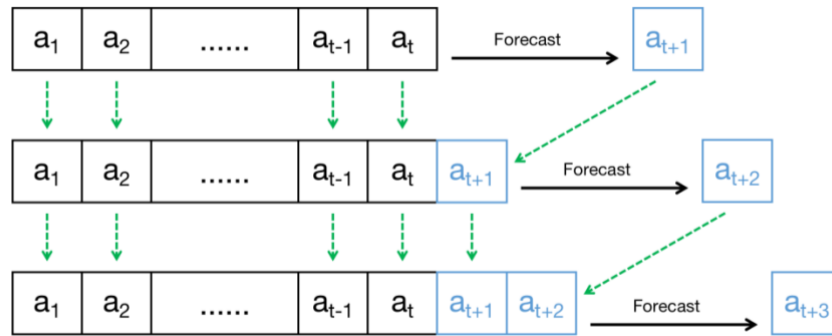 a₁ a₂ ...... aₜ₋₁ aₜ Forecast aₜ₊₁
a₁ a₂ ...... aₜ₋₁ aₜ aₜ₊₁ Forecast aₜ₊₂
a₁ a₂ ...... aₜ₋₁ aₜ aₜ₊₁ aₜ₊₂ Forecast aₜ₊₃